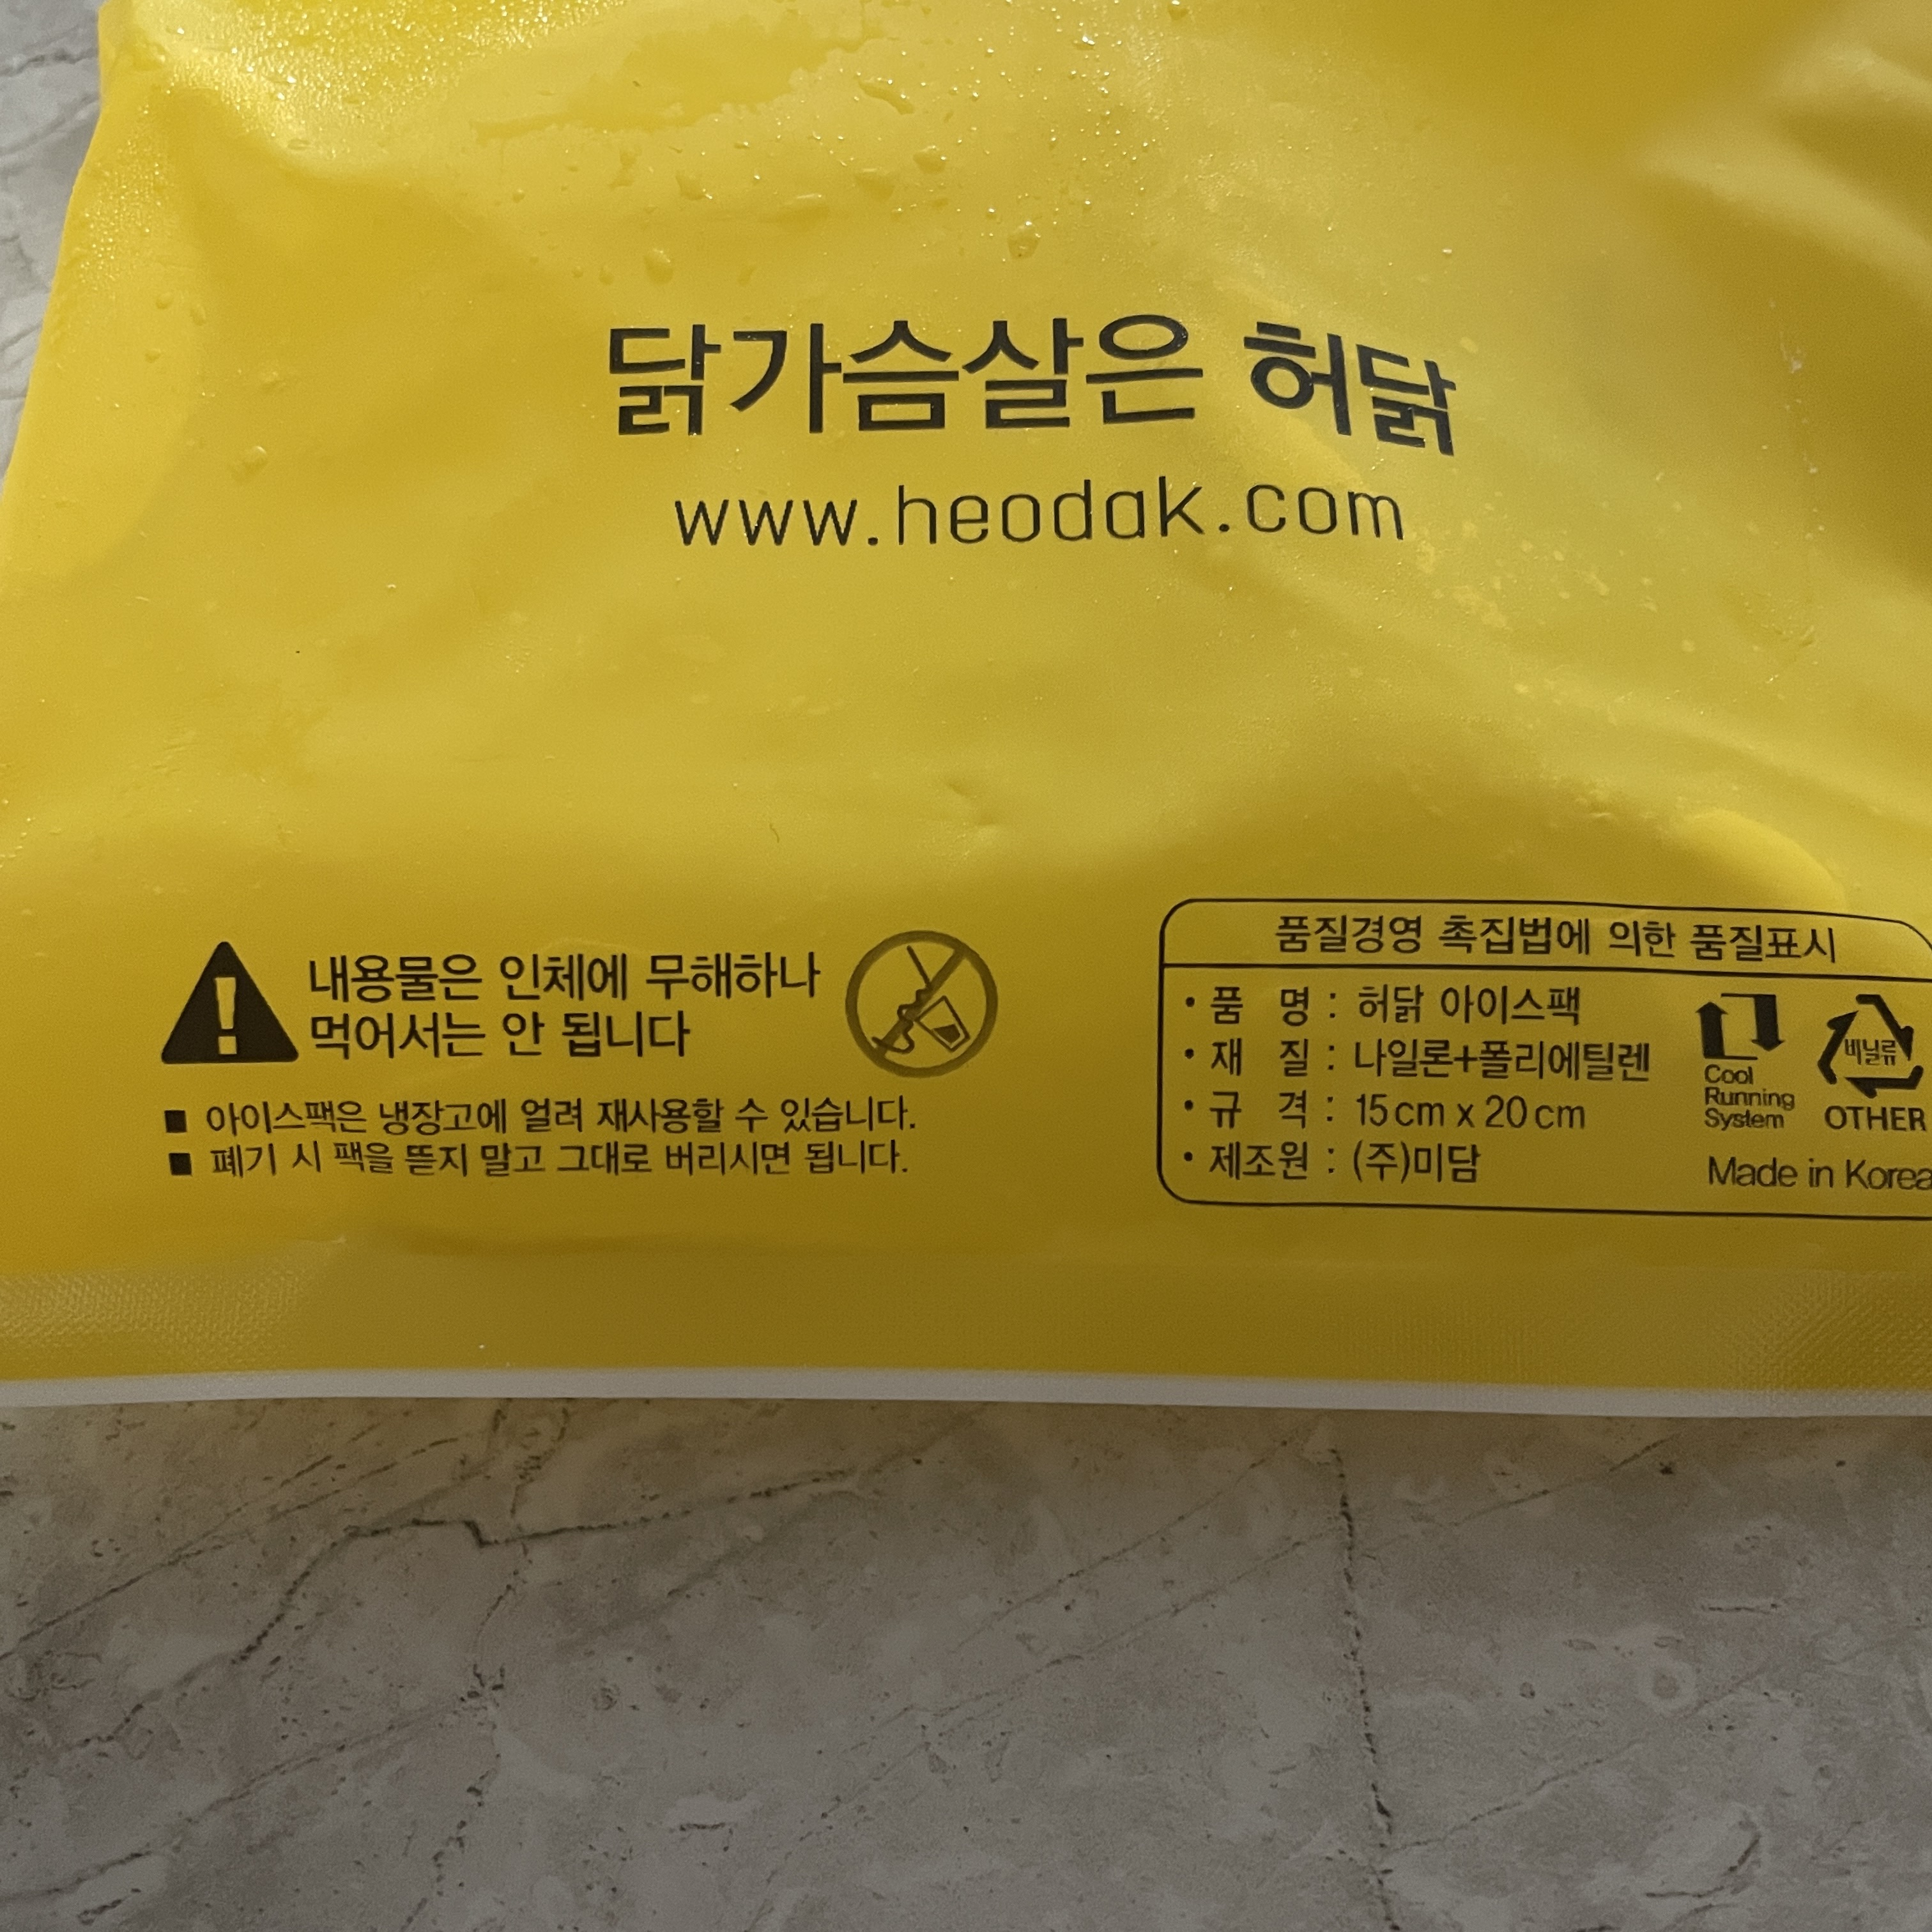 닭가슴살은 허닭
www.heodak.com
내용물은 인체에 무해하나
먹어서는 안 됩니다
■ 아이스팩은 냉장고에 얼려 재사용할 수 있습니다.
■ 폐기 시 팩을 뜯지 말고 그대로 버리시면 됩니다.
품질경영 촉집법에 의한 품질표시
• 품 명 : 허닭 아이스팩
• 재 질 : 나일론+폴리에틸렌
• 규 격 : 15cm x 20cm
• 제조원 : (주)미담
Cool
Running
System
비닐류
OTHER
Made in Korea